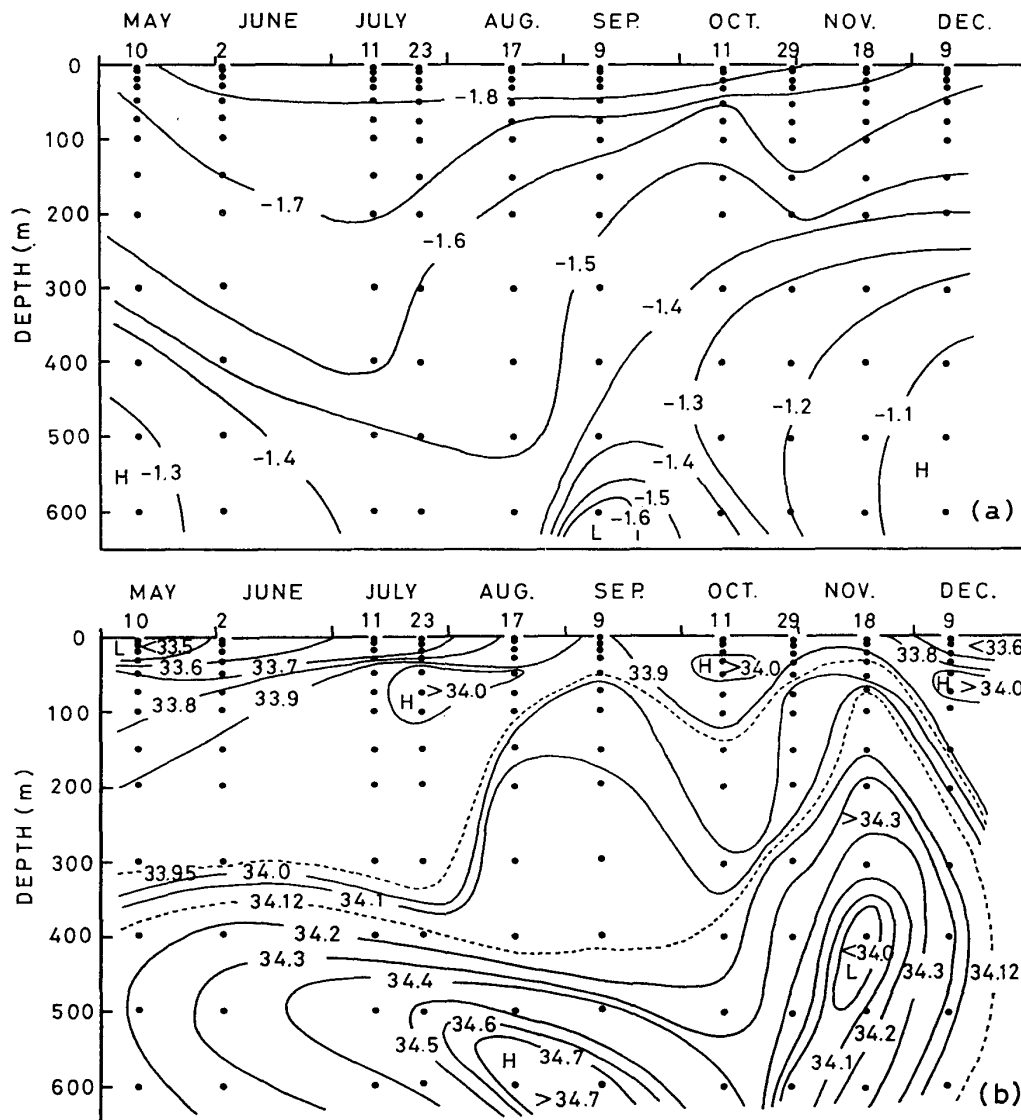 MAY JUNE JULY AUG. SEP. OCT. NOV. DEC.
10 2 11 23 17 9 11 29 18 9
0
-1.8
100
-1.7
200
-1.6
-1.5
300
-1.4
400
-1.3 -1.2 -1.1
500
-1.4
-1.4
H -1.3 H
-1.5
600
-1.6
L
(a)
DEPTH (m)
MAY JUNE JULY AUG. SEP. OCT. NOV. DEC.
10 2 11 23 17 9 11 29 18 9
0
L <33.5 33.8 <33.6
33.6 33.7 33.9 H >34.0
33.8 33.9 H >34.0 H >34.0
100
200
>34.3
300
33.95 34.0
34.12 34.1
400
34.2 <34.0
34.3 L 34.3 34.12
34.4
500
34.6 34.2
34.5 34.7 34.1
H
600
>34.7
(b)
DEPTH (m)